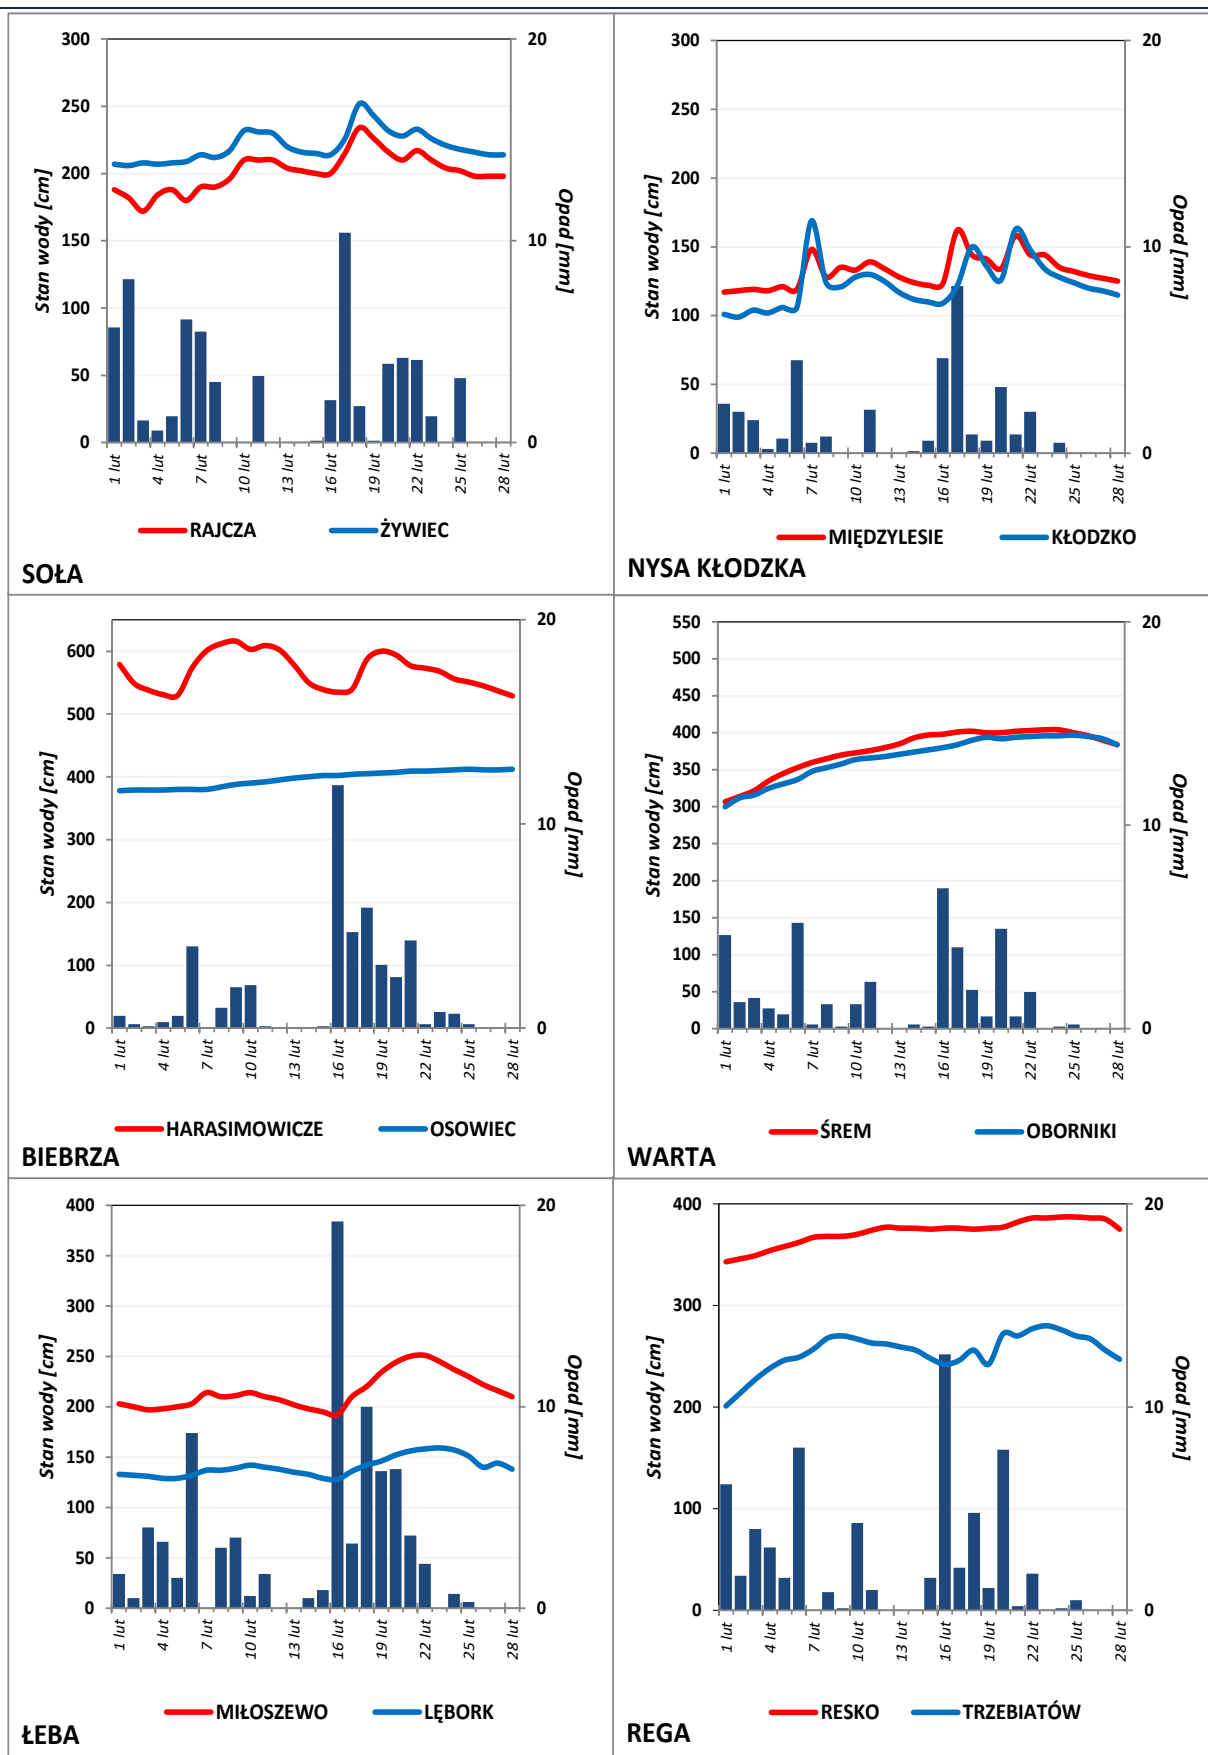 300
250
200
150
100
50
0
Stan wody [cm]
20
10
0
Opad [mm]
1 lut
4 lut
7 lut
10 lut
13 lut
16 lut
19 lut
22 lut
25 lut
28 lut
RAJCZA ŻYWIEC
SOŁA
300
250
200
150
100
50
0
Stan wody [cm]
20
10
0
Opad [mm]
1 lut
4 lut
7 lut
10 lut
13 lut
16 lut
19 lut
22 lut
25 lut
28 lut
MIĘDZYLESIE KŁODZKO
NYSA KŁODZKA
600
500
400
300
200
100
0
Stan wody [cm]
20
10
0
Opad [mm]
1 lut
4 lut
7 lut
10 lut
13 lut
16 lut
19 lut
22 lut
25 lut
28 lut
HARASIMOWICZE OSOWIEC
BIEBRZA
550
500
450
400
350
300
250
200
150
100
50
0
Stan wody [cm]
20
10
0
Opad [mm]
1 lut
4 lut
7 lut
10 lut
13 lut
16 lut
19 lut
22 lut
25 lut
28 lut
ŚREM OBORNIKI
WARTA
400
350
300
250
200
150
100
50
0
Stan wody [cm]
20
10
0
Opad [mm]
1 lut
4 lut
7 lut
10 lut
13 lut
16 lut
19 lut
22 lut
25 lut
28 lut
MIŁOSZEWO LĘBORK
ŁEBA
400
300
200
100
0
Stan wody [cm]
20
10
0
Opad [mm]
1 lut
4 lut
7 lut
10 lut
13 lut
16 lut
19 lut
22 lut
25 lut
28 lut
RESKO TRZEBIATÓW
REGA